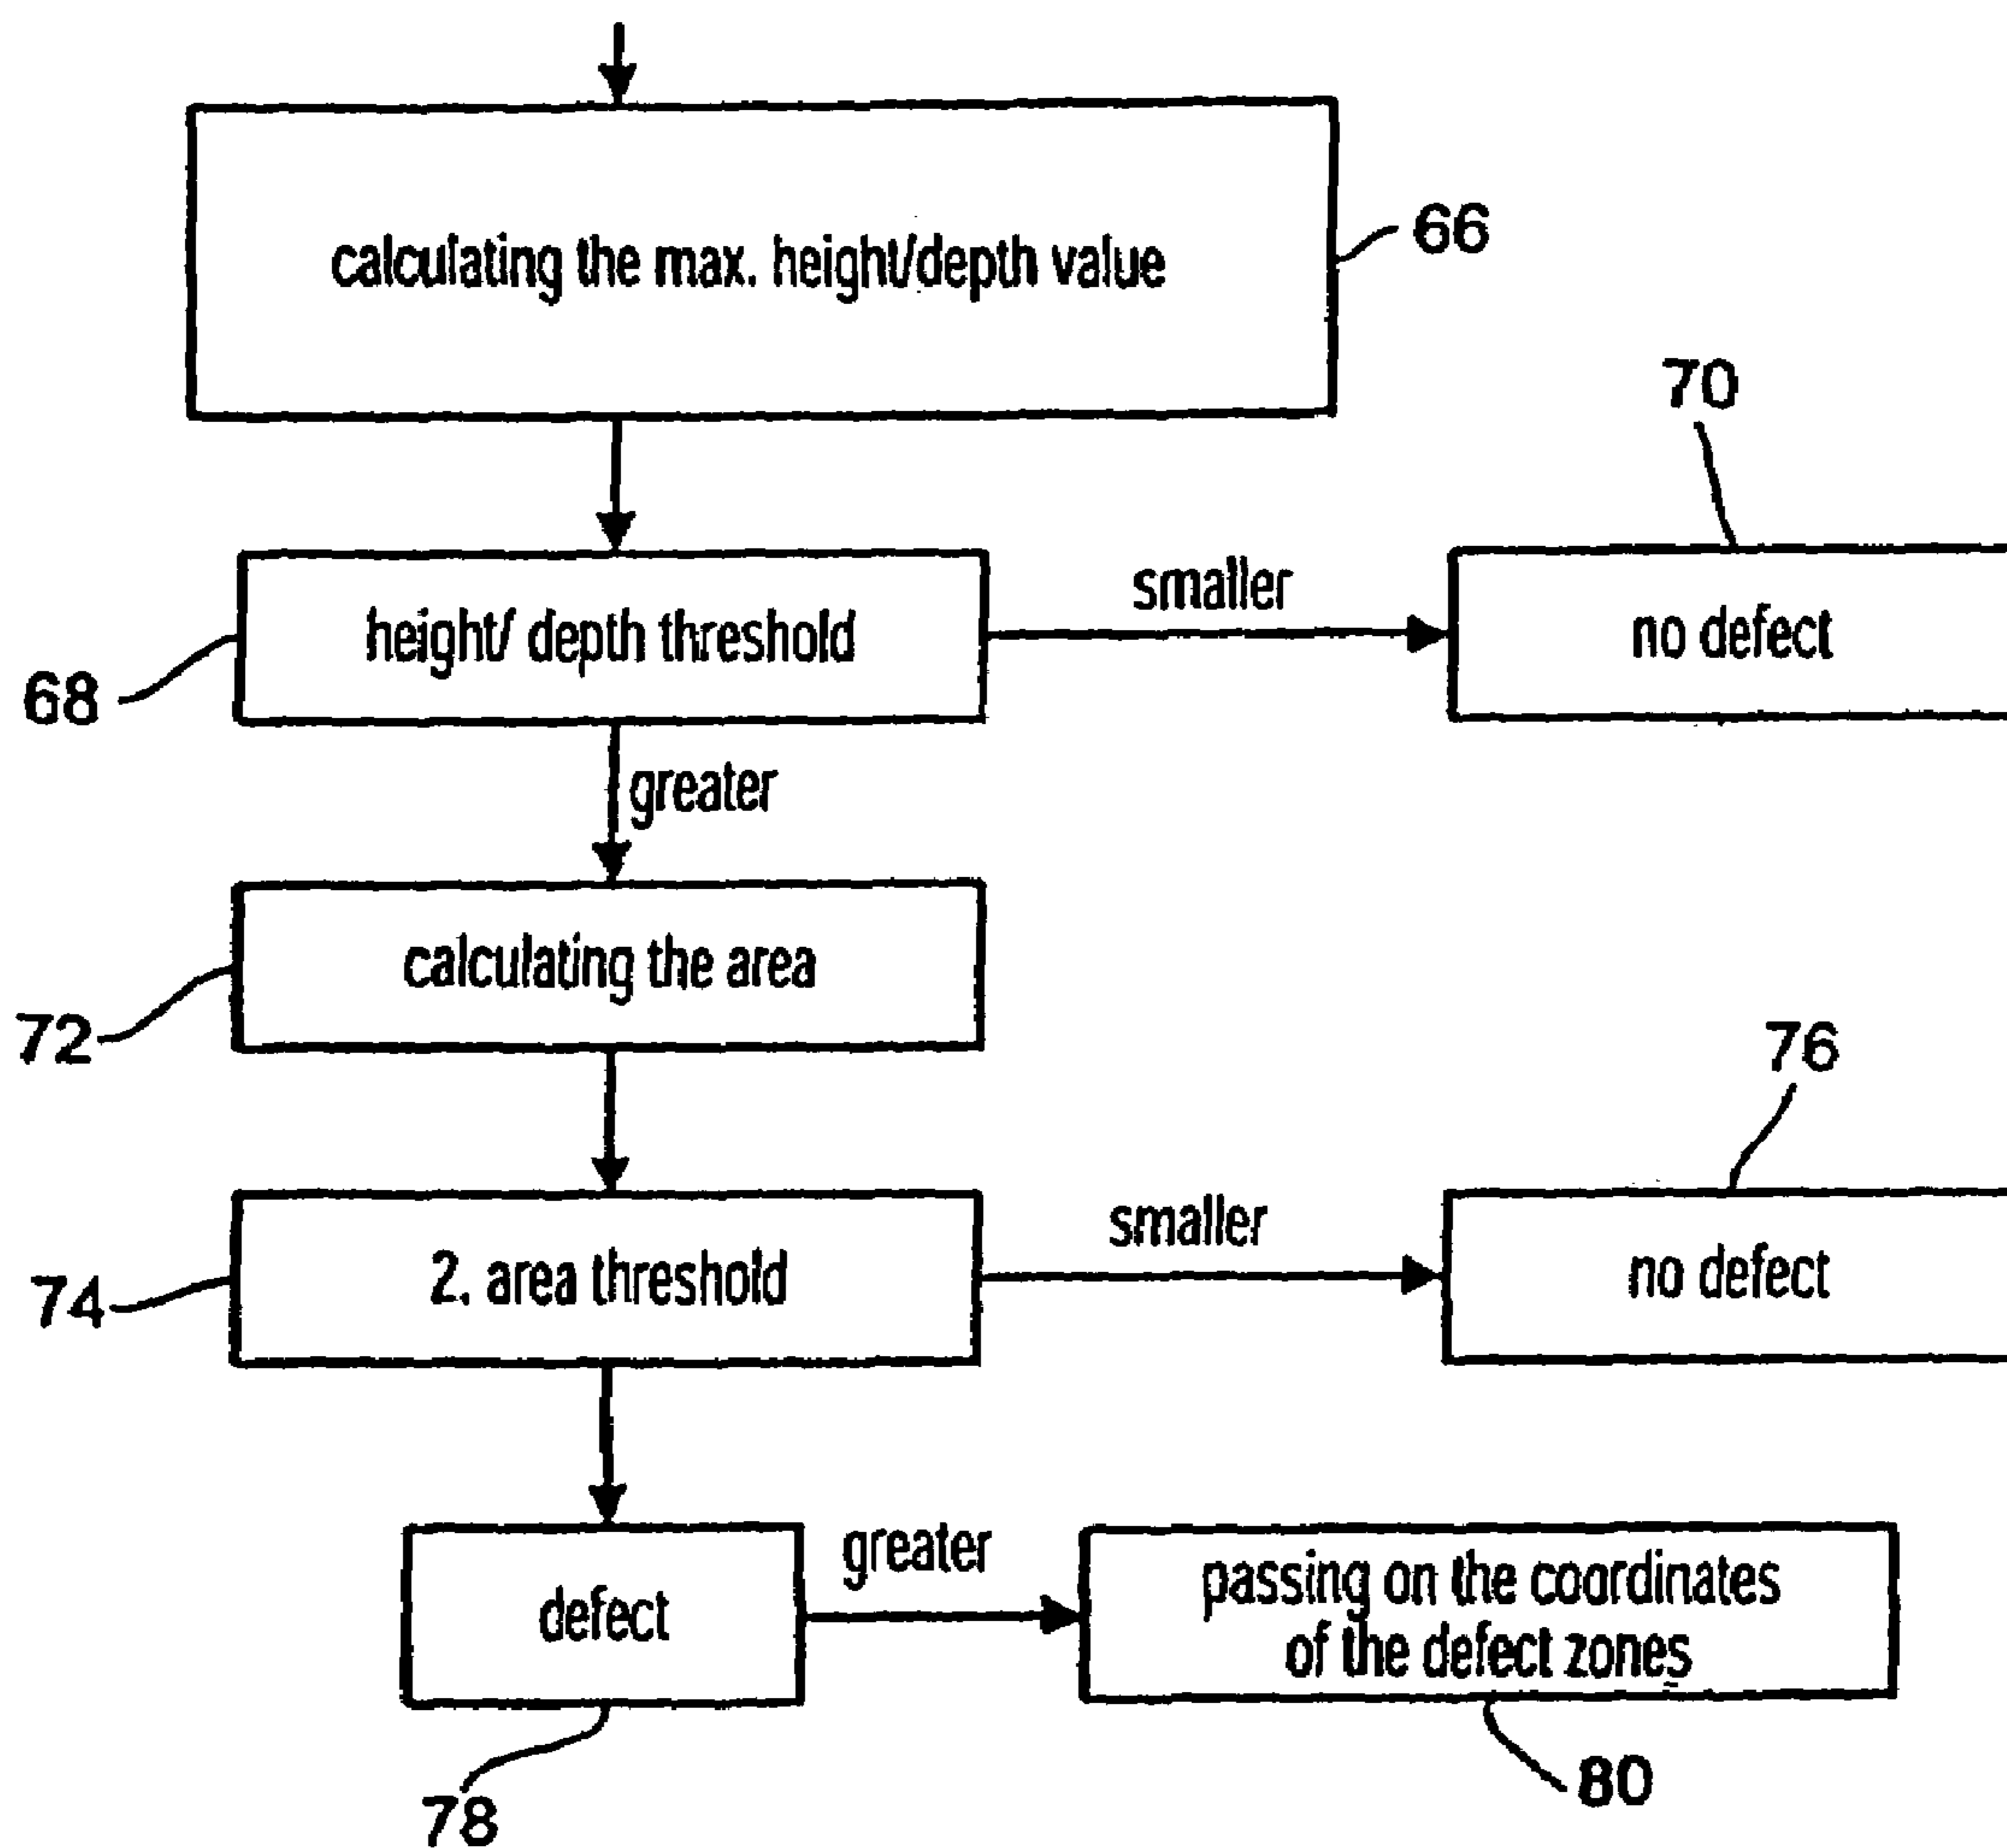 calculating the max. height/depth value
66
70
smaller
height/ depth threshold
no defect
68
greater
calculating the area
72
76
smaller
2. area threshold
no defect
74
greater
defect
passing on the coordinates
of the defect zones
78
80